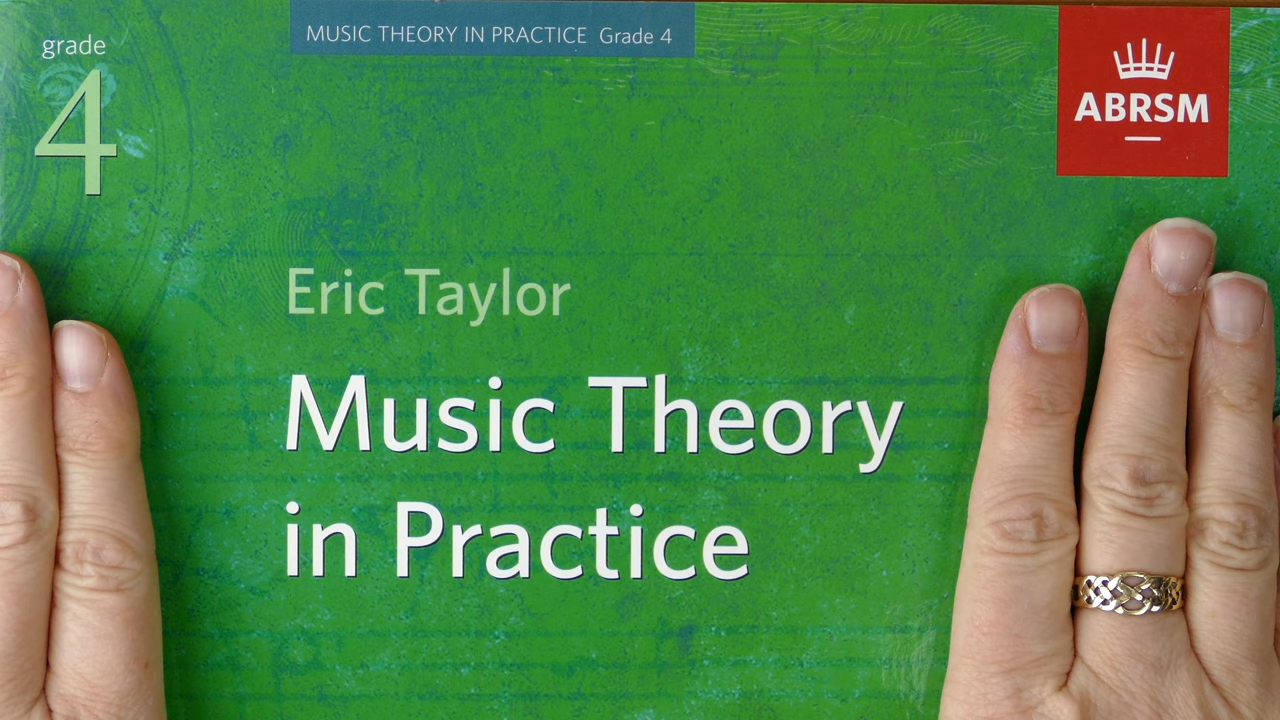 grade
4
MUSIC THEORY IN PRACTICE Grade 4
ABRSM
Eric Taylor
Music Theory
in Practice